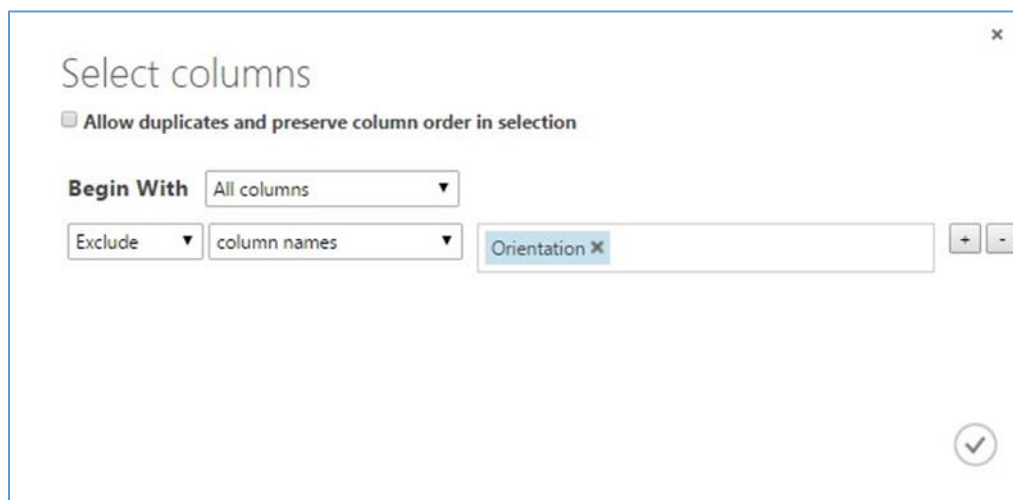 Select columns
Allow duplicates and preserve column order in selection
Begin With All columns
Exclude column names Orientation